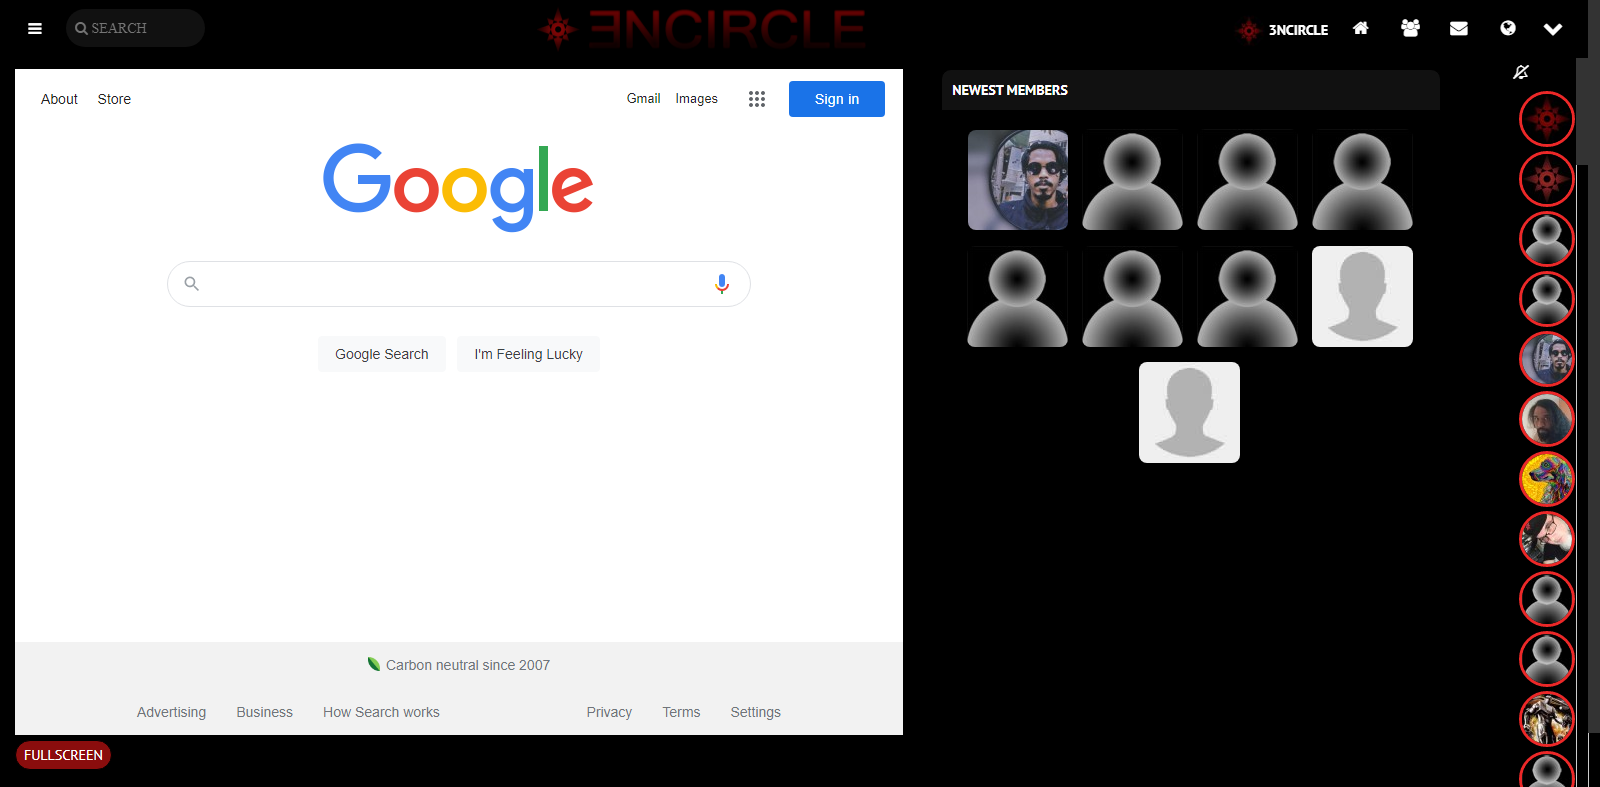 SEARCH
3NCIRCLE
3NCIRCLE
About
Store
Gmail
Images
Sign in
Google
Google Search
I'm Feeling Lucky
Carbon neutral since 2007
Advertising
Business
How Search works
Privacy
Terms
Settings
FULLSCREEN
NEWEST MEMBERS